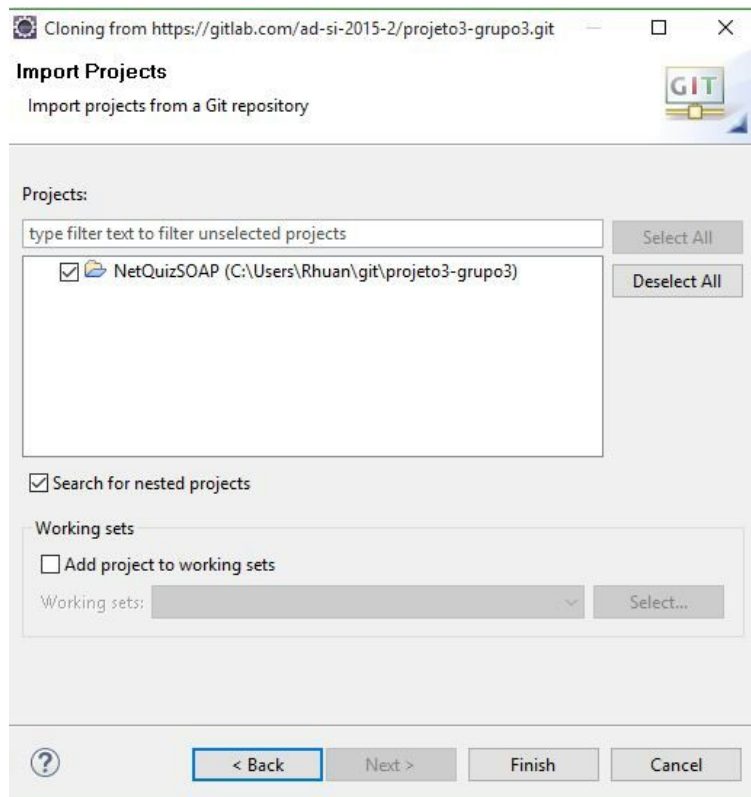 Cloning from https://gitlab.com/ad-si-2015-2/projeto3-grupo3.git
Import Projects
Import projects from a Git repository
GIT
Projects:
type filter text to filter unselected projects
Select All
NetQuizSOAP (C:\Users\Rhuan\git\projeto3-grupo3)
Deselect All
Search for nested projects
Working sets
Add project to working sets
Working sets:
Select...
?
< Back
Next >
Finish
Cancel